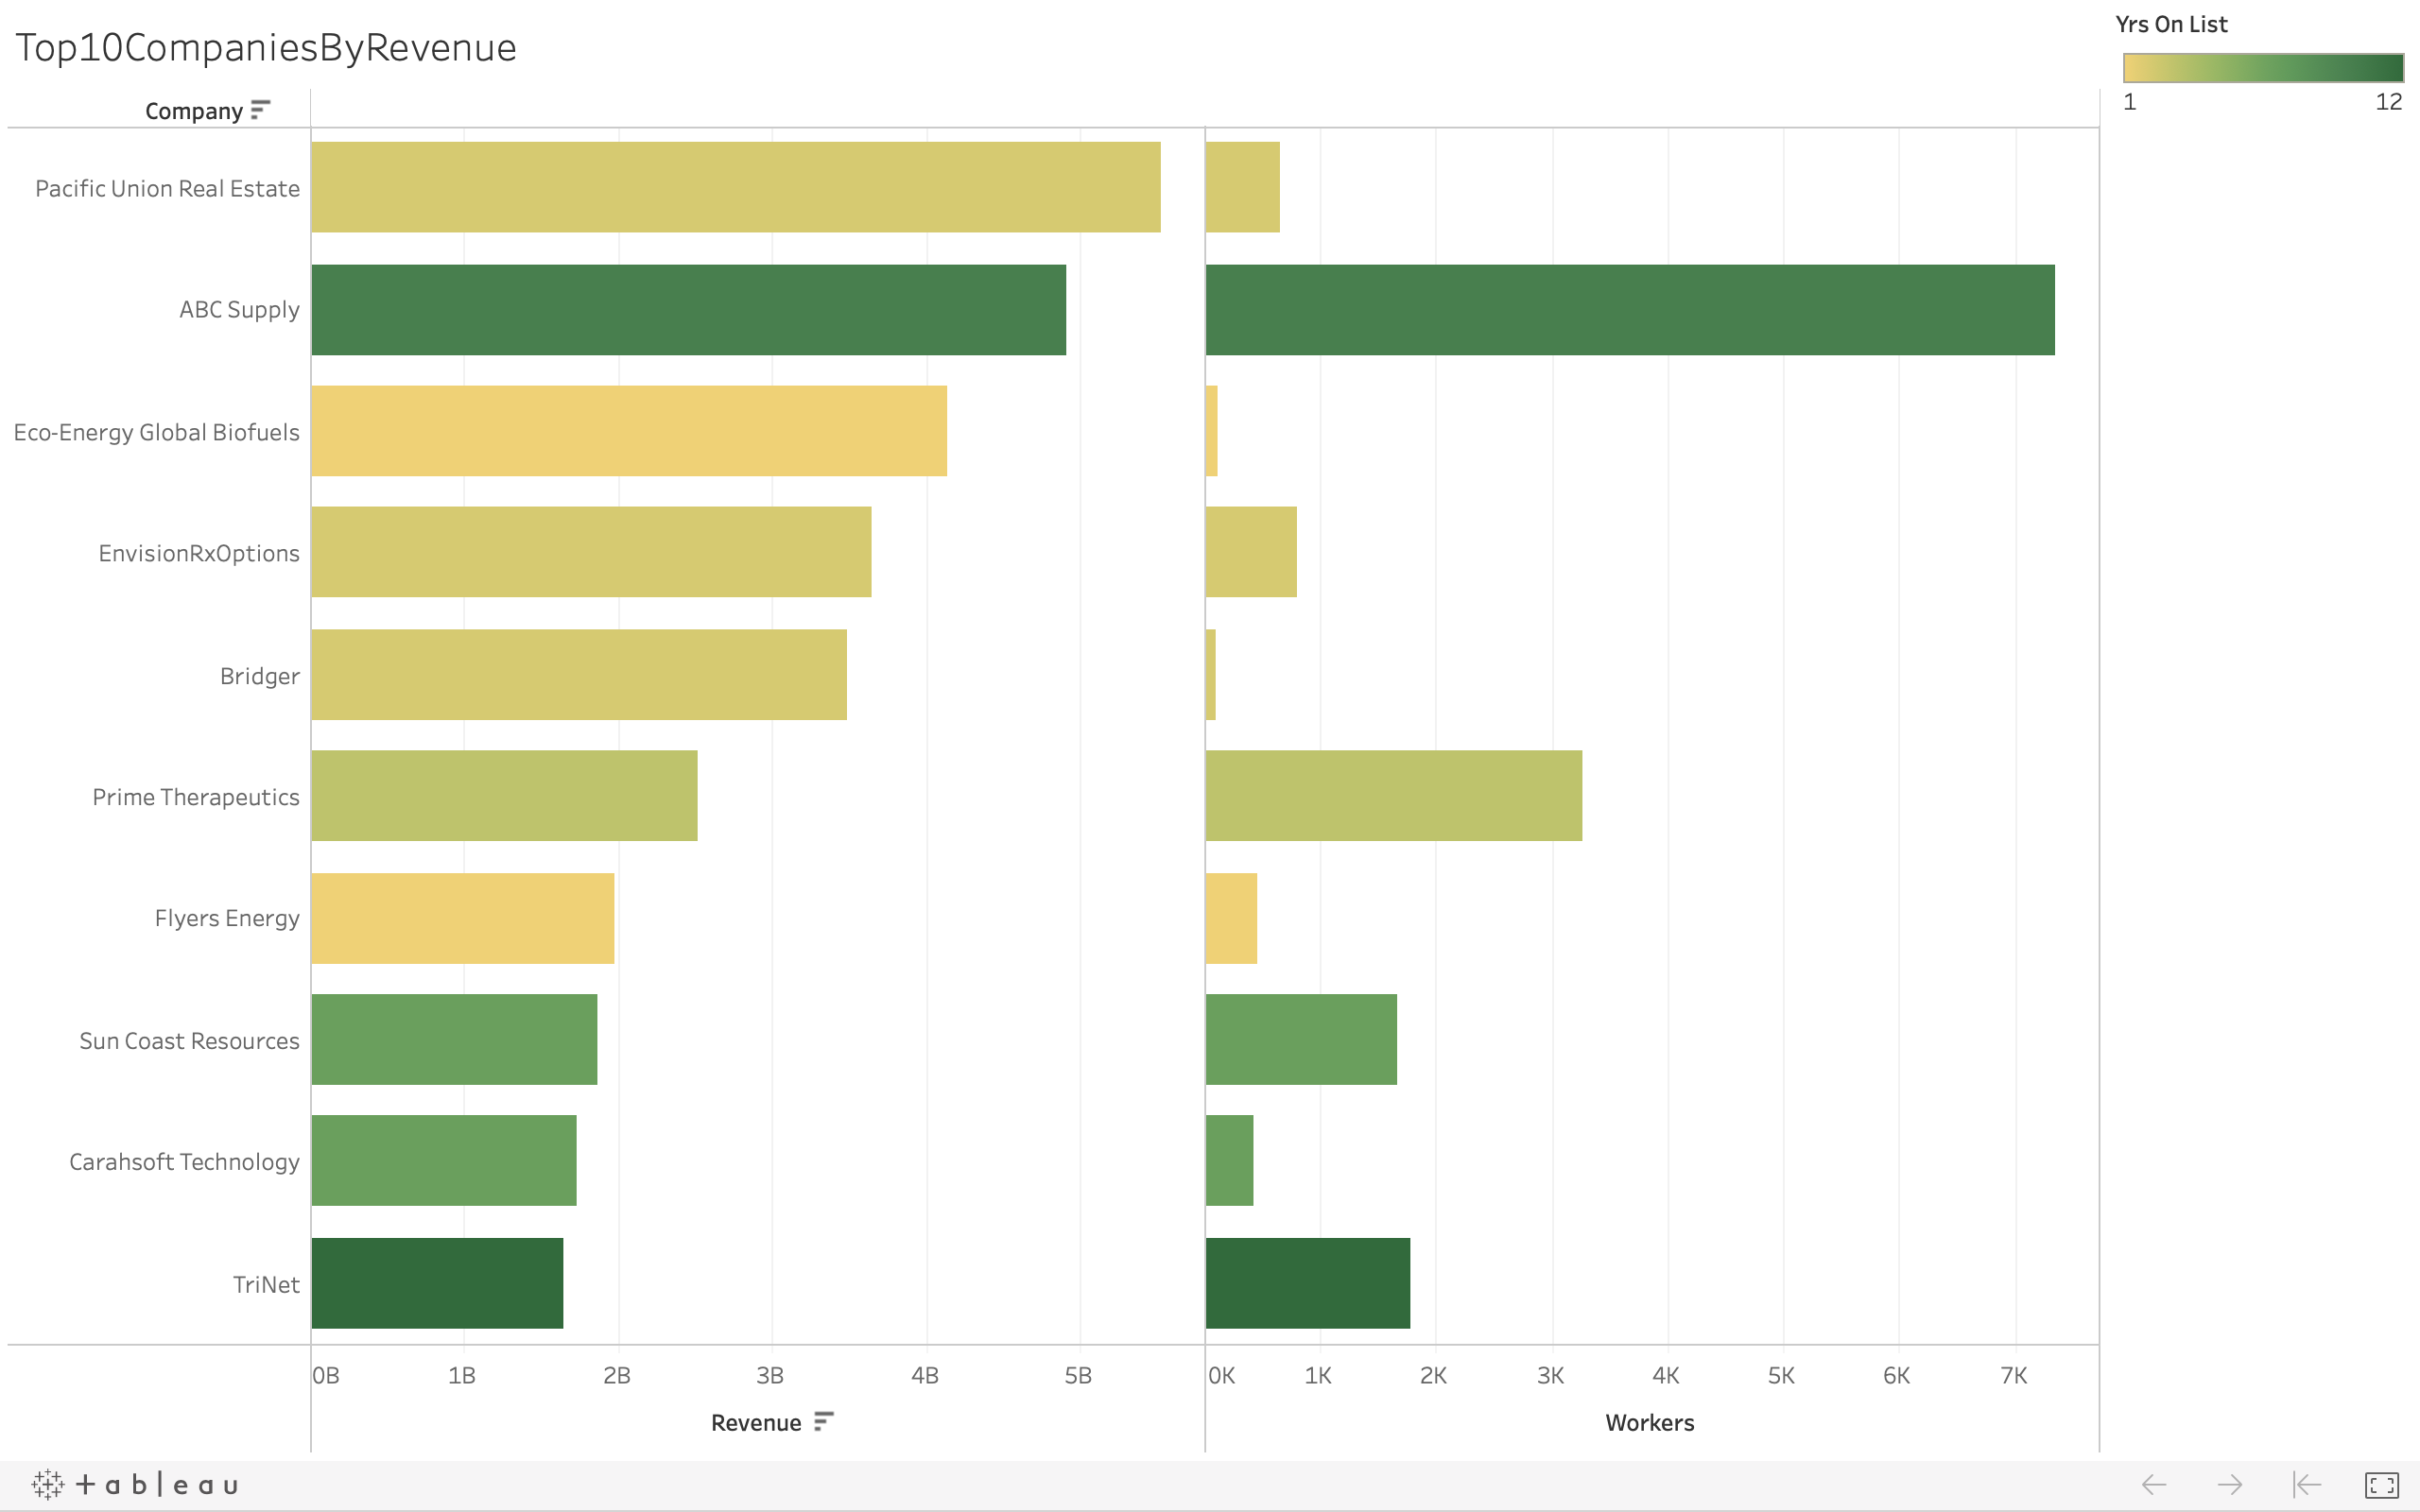 Top10CompaniesByRevenue
Yrs On List
1 12
Company
Pacific Union Real Estate
ABC Supply
Eco-Energy Global Biofuels
EnvisionRxOptions
Bridger
Prime Therapeutics
Flyers Energy
Sun Coast Resources
Carahsoft Technology
TriNet
0B 1B 2B 3B 4B 5B 0K 1K 2K 3K 4K 5K 6K 7K
Revenue Workers
+ableau